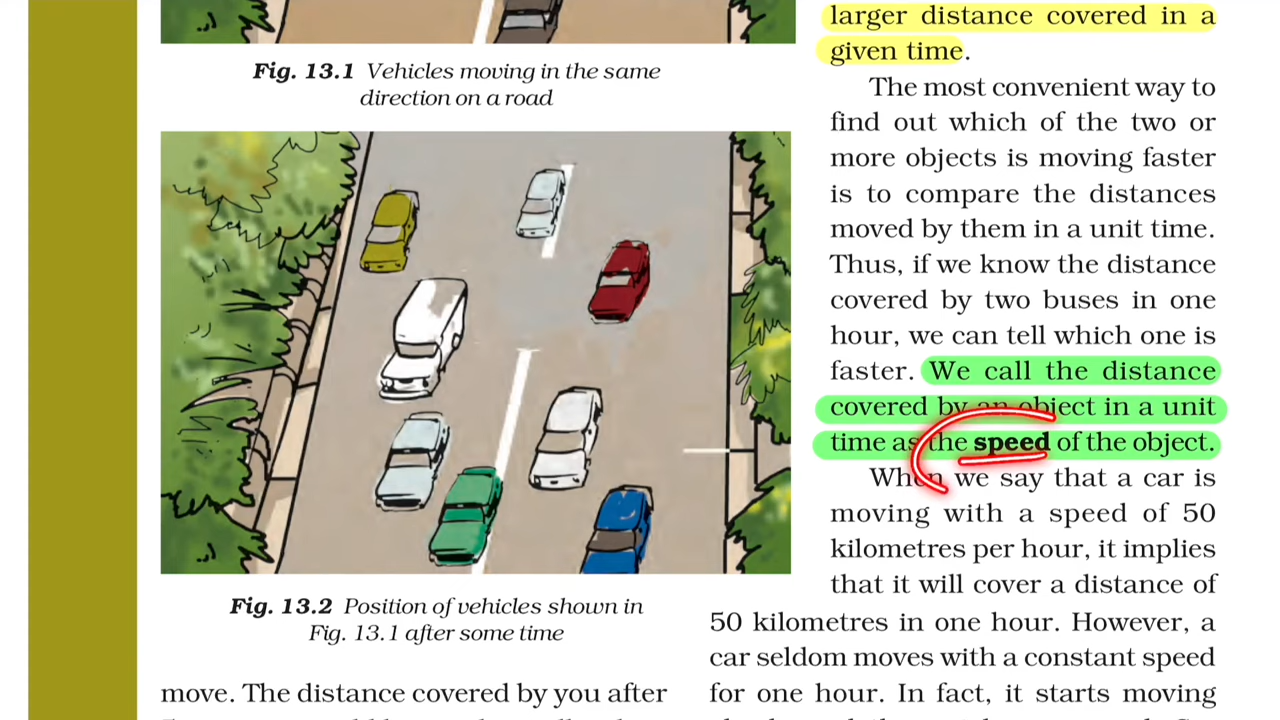 Fig. 13.1 Vehicles moving in the same
direction on a road
Fig. 13.2 Position of vehicles shown in
Fig. 13.1 after some time
move. The distance covered by you after
larger distance covered in a
given time.
The most convenient way to
find out which of the two or
more objects is moving faster
is to compare the distances
moved by them in a unit time.
Thus, if we know the distance
covered by two buses in one
hour, we can tell which one is
faster. We call the distance
covered by an object in a unit
time as the speed of the object.
When we say that a car is
moving with a speed of 50
kilometres per hour, it implies
that it will cover a distance of
50 kilometres in one hour. However, a
car seldom moves with a constant speed
for one hour. In fact, it starts moving